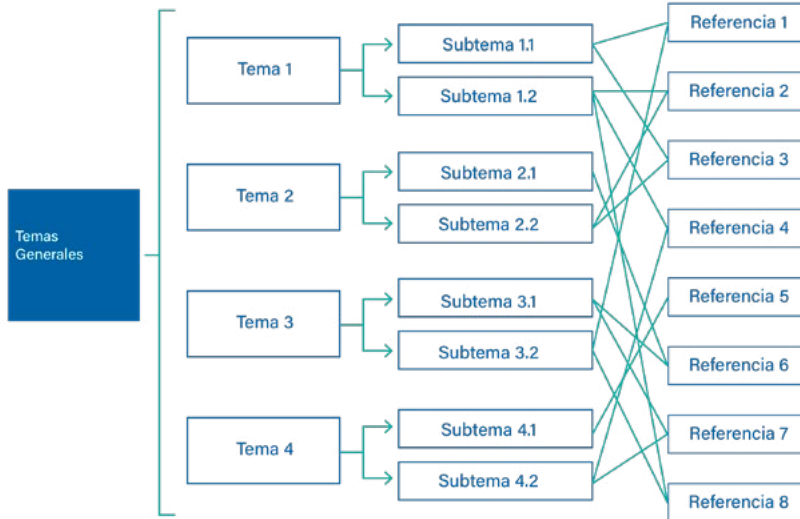 Temas
Generales
Tema 1
Subtema 1.1
Subtema 1.2
Tema 2
Subtema 2.1
Subtema 2.2
Tema 3
Subtema 3.1
Subtema 3.2
Tema 4
Subtema 4.1
Subtema 4.2
Referencia 1
Referencia 2
Referencia 3
Referencia 4
Referencia 5
Referencia 6
Referencia 7
Referencia 8